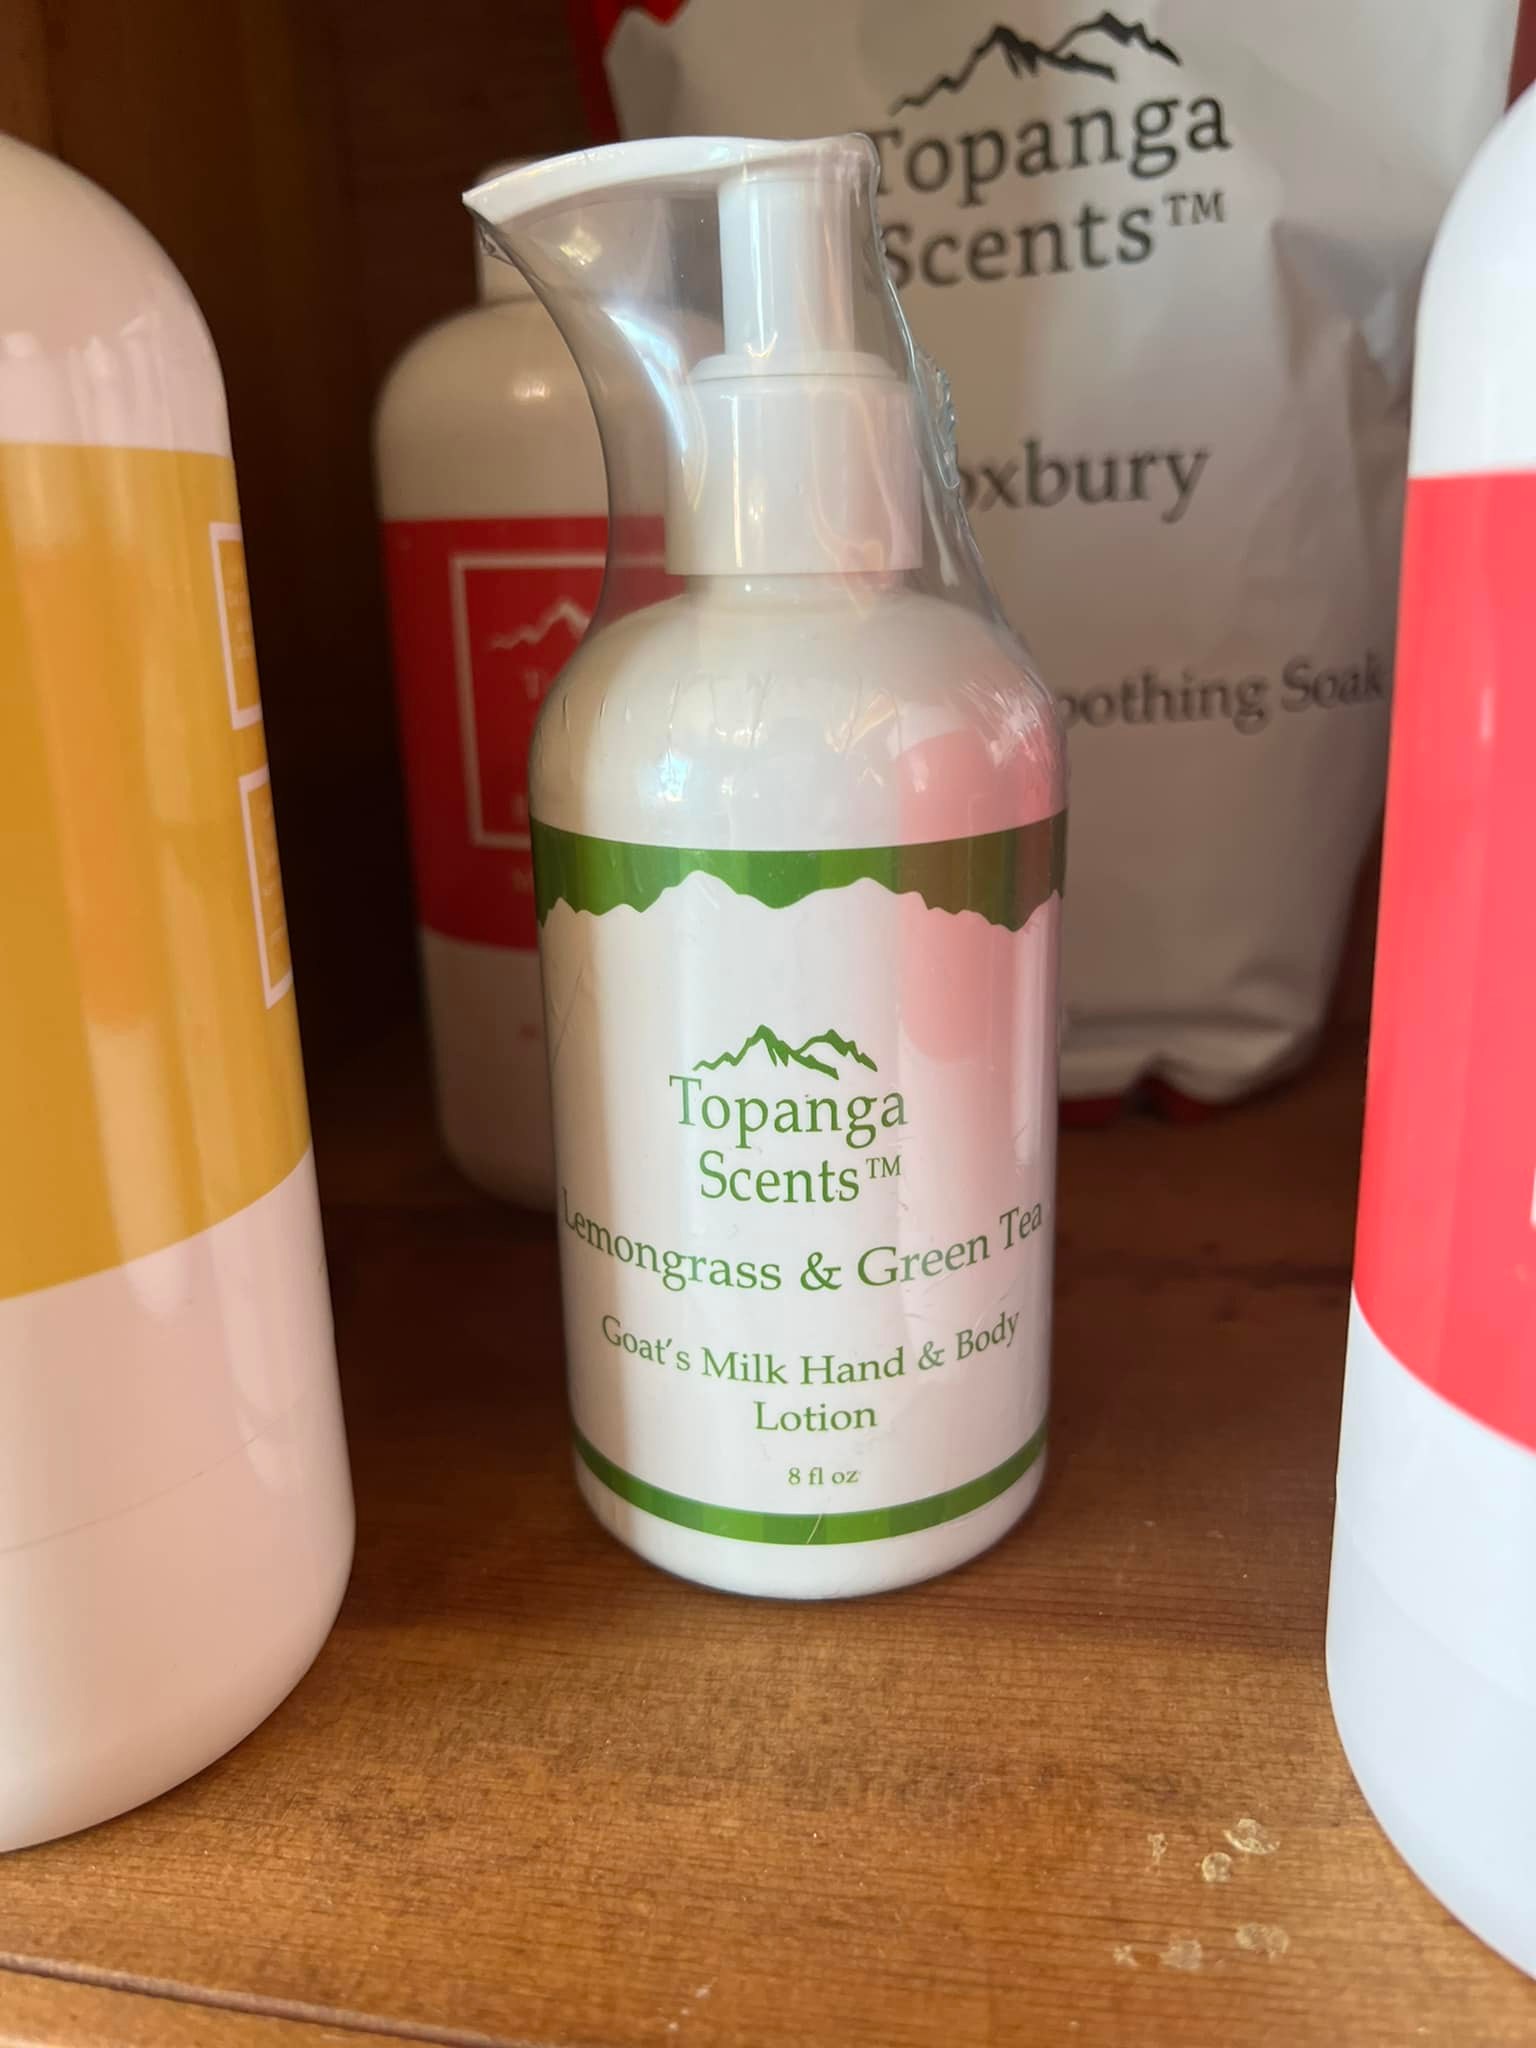 Topanga
Scents™
oxbury
oothing Soak
Topanga
Scents™
Lemongrass & Green Tea
Goat's Milk Hand & Body
Lotion
8 fl oz